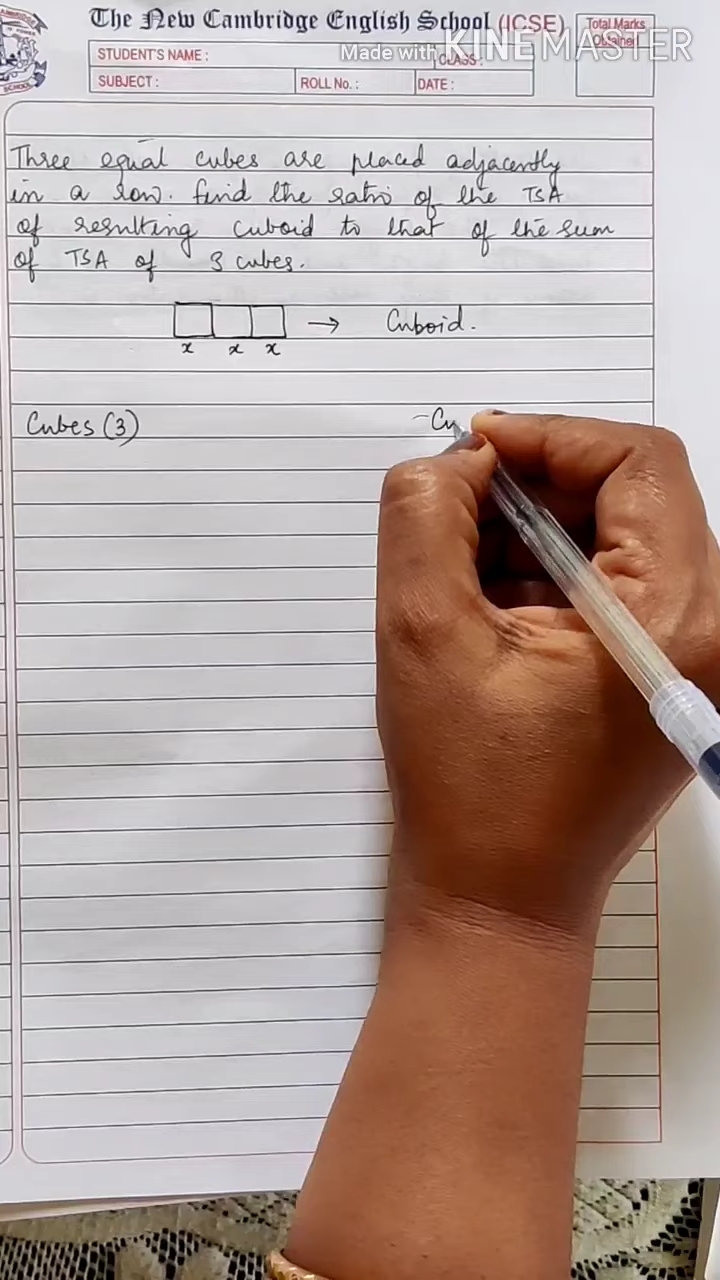 The New Cambridge English School (ICSE)
Total Marks
Obtained
Made with KINEMASTER
STUDENT'S NAME :
CLASS :
SUBJECT :
ROLL No. :
DATE :
Three equal cubes are placed adjacently
in a row. find the ratio of the TSA
of resulting cuboid to that of the sum
of TSA of 3 cubes.
→ Cuboid.
x x x
Cubes (3)
Cu